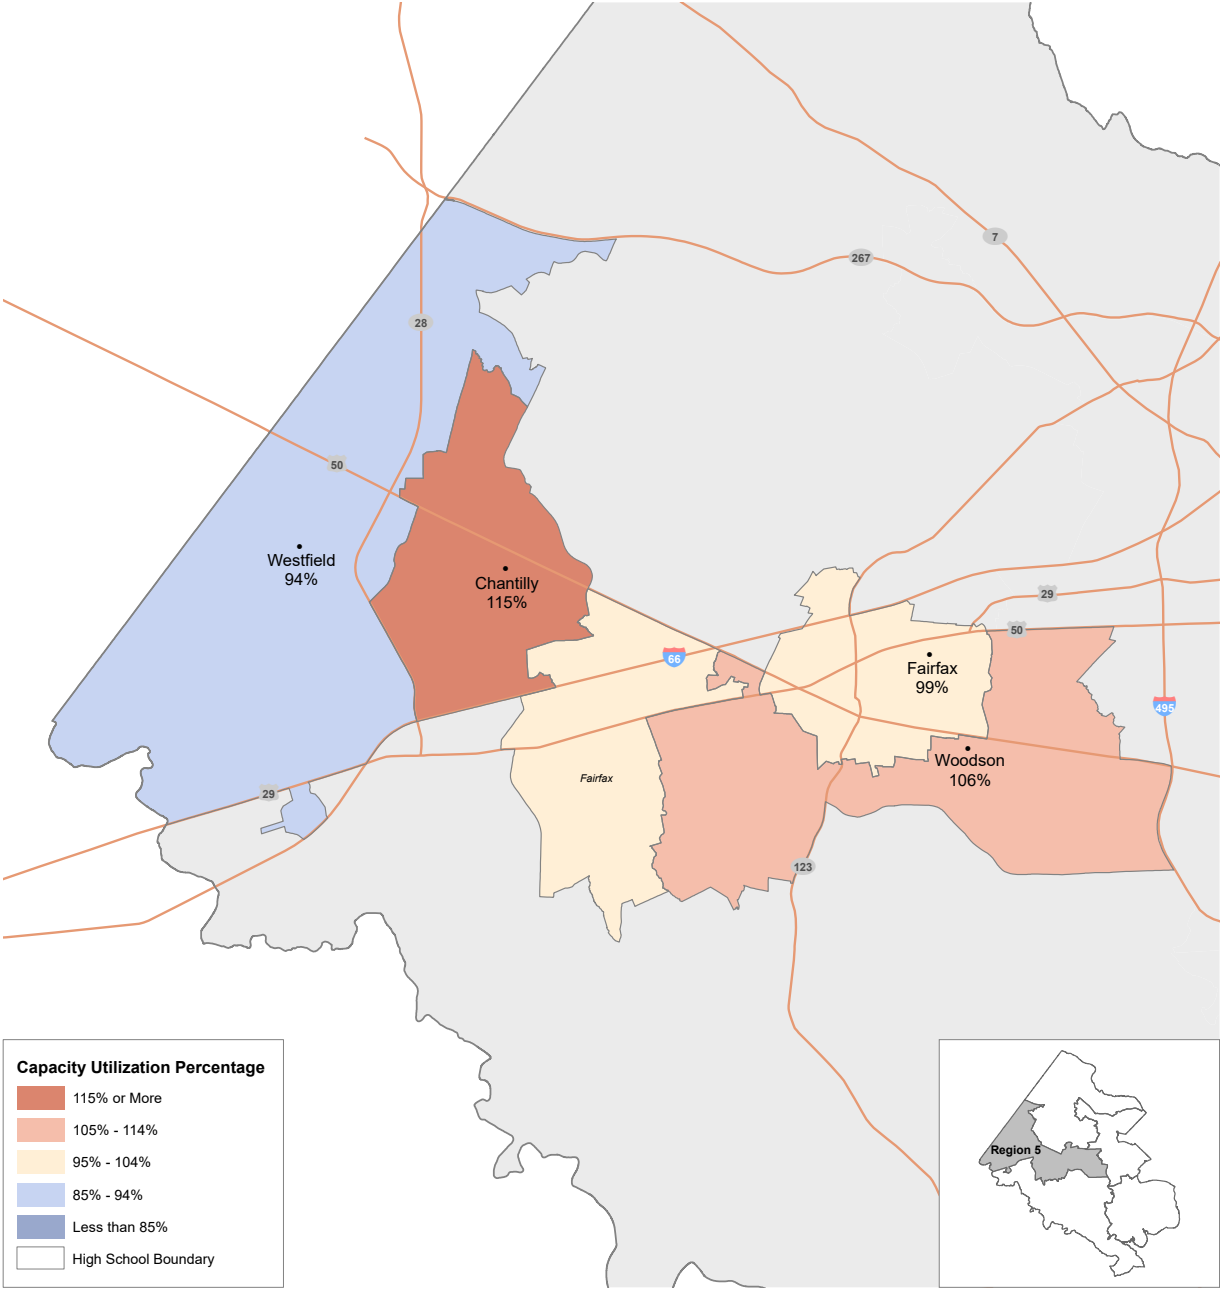 7
267
28
50
Westfield
94%
Chantilly
115%
29
50
66
Fairfax
99%
495
Woodson
106%
Fairfax
29
123
Capacity Utilization Percentage
115% or More
105% - 114%
95% - 104%
85% - 94%
Less than 85%
High School Boundary
Region 5